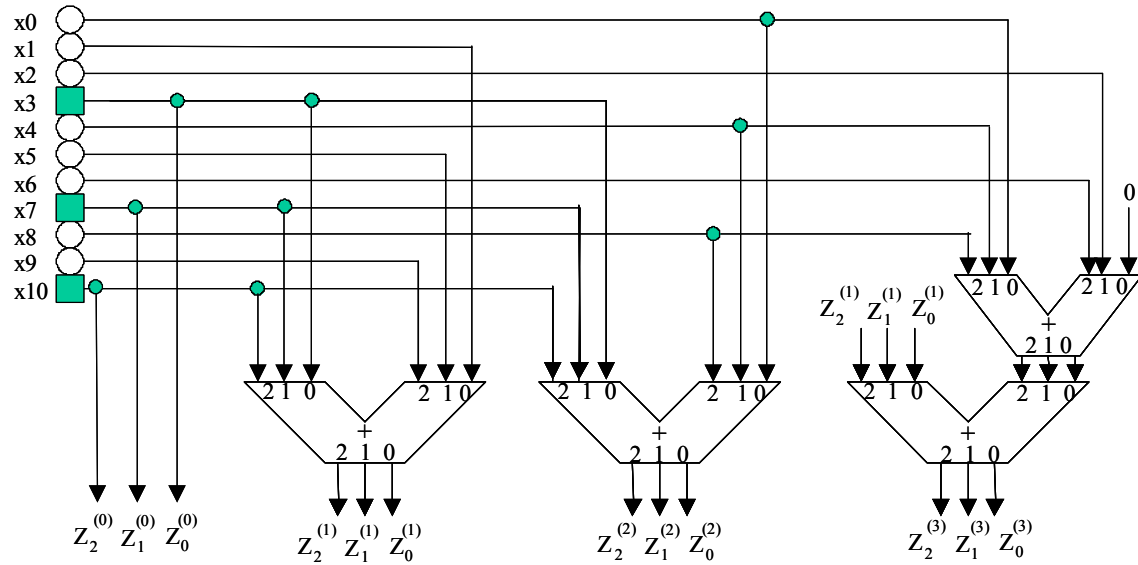 x0
x1
x2
x3
x4
x5
x6
x7
x8
x9
x10
0
2 1 0
2 1 0
+
2 1 0
Z₂⁽¹⁾ Z₁⁽¹⁾ Z₀⁽¹⁾
2 1 0
2 1 0
+
2 1 0
2 1 0
2 1 0
+
2 1 0
2 1 0
2 1 0
+
2 1 0
Z₂⁽⁰⁾ Z₁⁽⁰⁾ Z₀⁽⁰⁾
Z₂⁽¹⁾ Z₁⁽¹⁾ Z₀⁽¹⁾
Z₂⁽²⁾ Z₁⁽²⁾ Z₀⁽²⁾
Z₂⁽³⁾ Z₁⁽³⁾ Z₀⁽³⁾